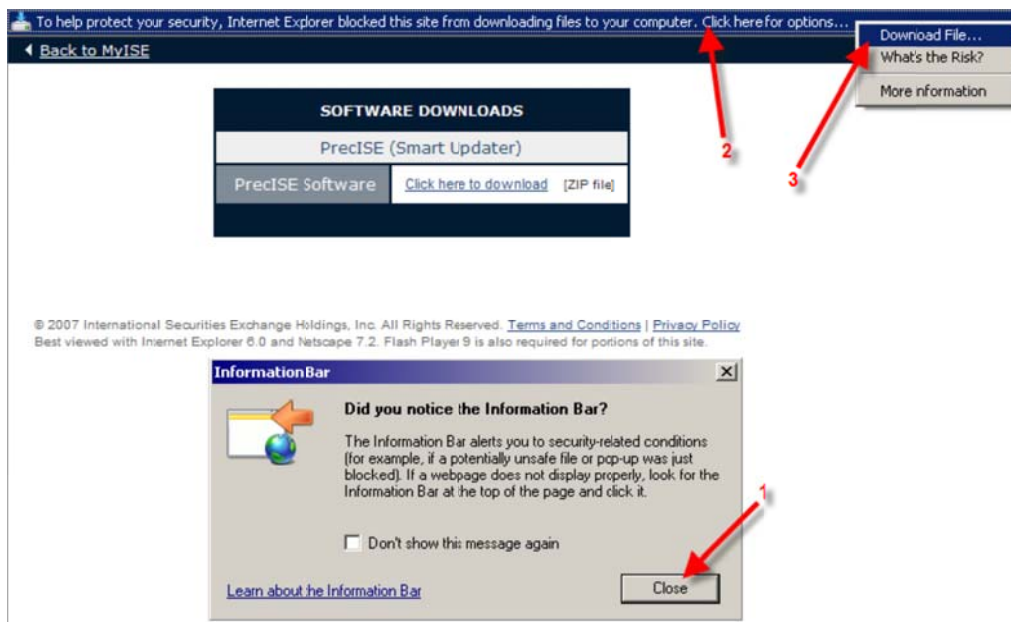 To help protect your security, Internet Explorer blocked this site from downloading files to your computer. Click here for options...
Download File...
What's the Risk?
More nformation
Back to MyISE
2
3
SOFTWARE DOWNLOADS
PrecISE (Smart Updater)
PrecISE Software Click here to download [ZIP file]
© 2007 International Securities Exchange Holdings, Inc. All Rights Reserved. Terms and Conditions | Privacy Policy
Best viewed with Internet Explorer 6.0 and Netscape 7.2. Flash Player 9 is also required for portions of this site.
InformationBar
Did you notice the Information Bar?
The Information Bar alerts you to security-related conditions
(for example, if a potentially unsafe file or pop-up was just
blocked). If a webpage does not display properly, look for the
Information Bar at the top of the page and click it.
1
Don't show this message again
Learn about the Information Bar
Close